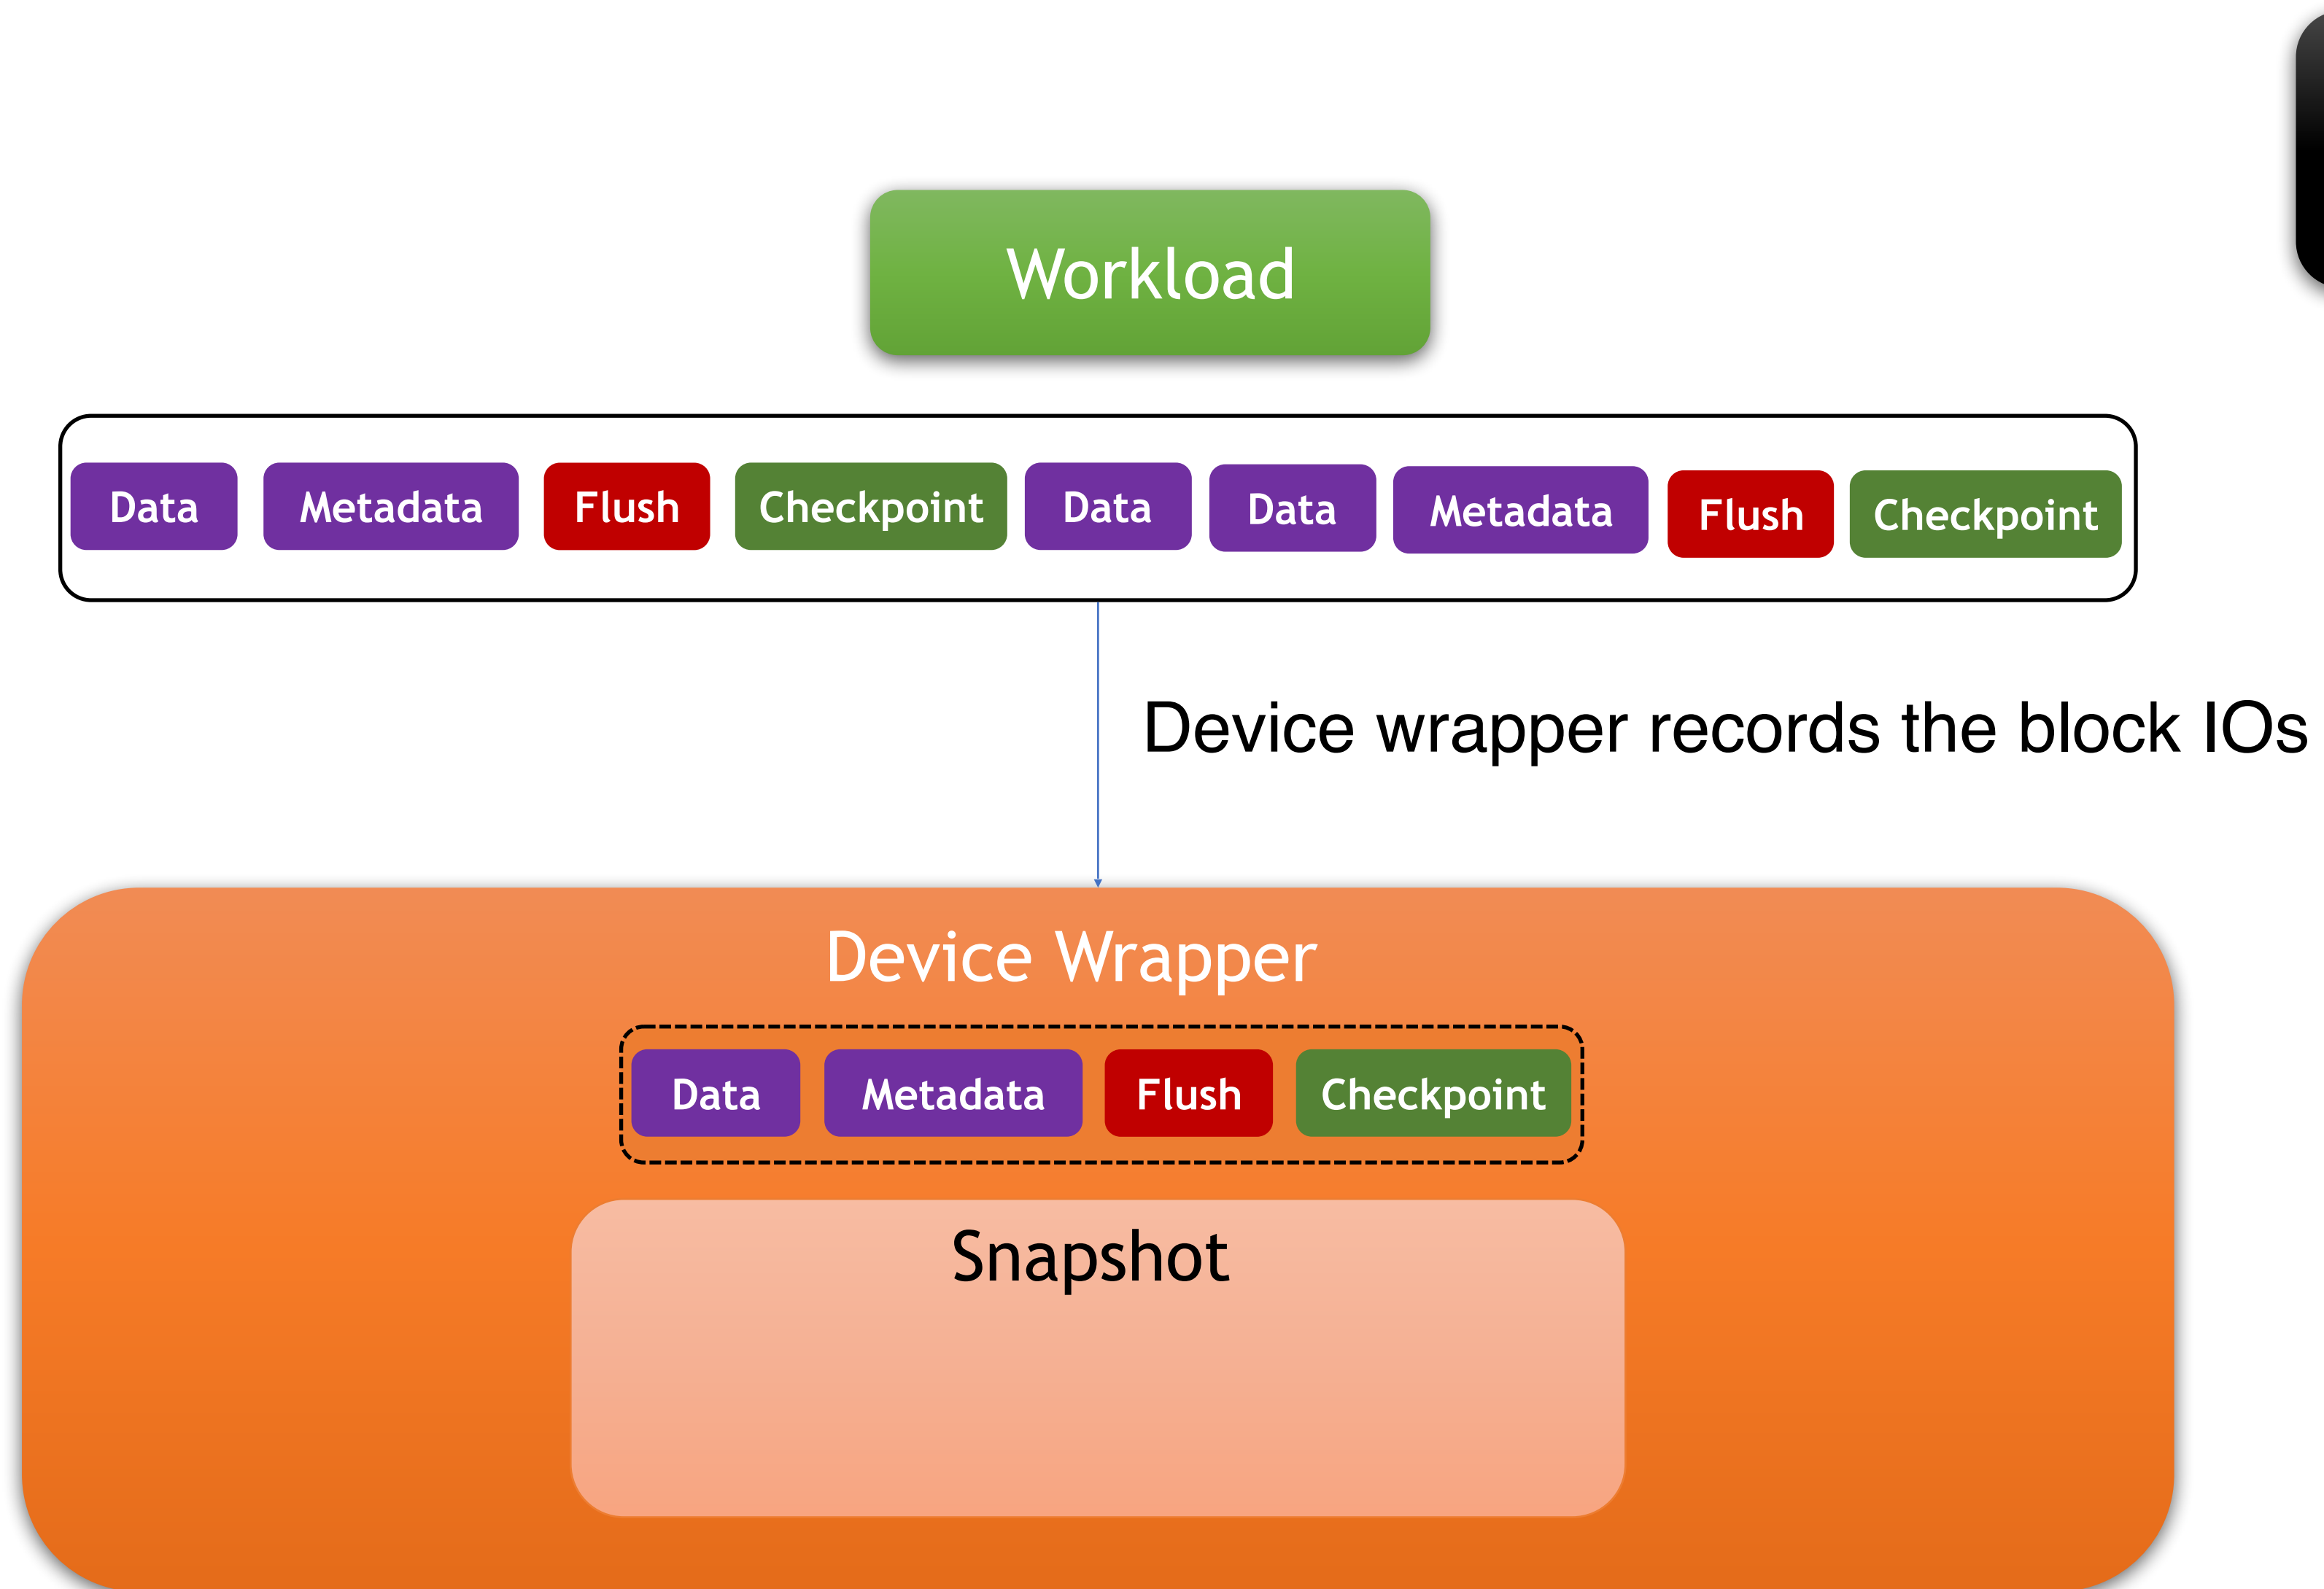 Workload
Data Metadata Flush Checkpoint Data Data Metadata Flush Checkpoint
Device wrapper records the block IOs
Device Wrapper
Data Metadata Flush Checkpoint
Snapshot